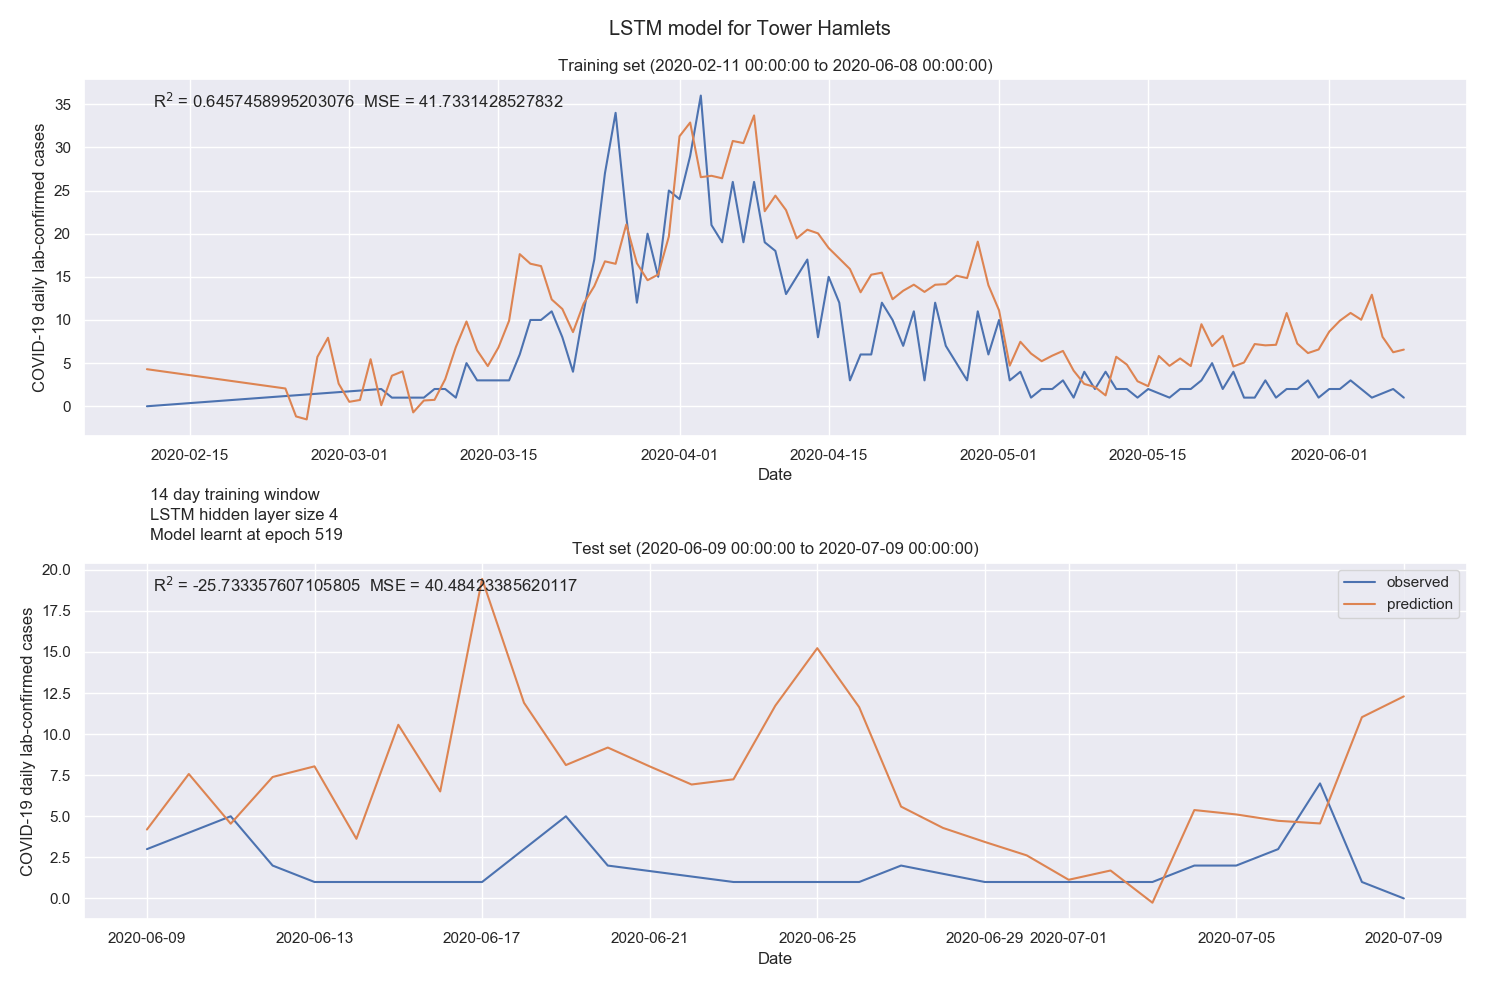 LSTM model for Tower Hamlets
Training set (2020-02-11 00:00:00 to 2020-06-08 00:00:00)
R² = 0.6457458995203076 MSE = 41.7331428527832
COVID-19 daily lab-confirmed cases
35
30
25
20
15
10
5
0
2020-02-15 2020-03-01 2020-03-15 2020-04-01 2020-04-15 2020-05-01 2020-05-15 2020-06-01
Date
14 day training window
LSTM hidden layer size 4
Model learnt at epoch 519
Test set (2020-06-09 00:00:00 to 2020-07-09 00:00:00)
R² = -25.733357607105805 MSE = 40.48423385620117
observed
prediction
COVID-19 daily lab-confirmed cases
20.0
17.5
15.0
12.5
10.0
7.5
5.0
2.5
0.0
2020-06-09 2020-06-13 2020-06-17 2020-06-21 2020-06-25 2020-06-29 2020-07-01 2020-07-05 2020-07-09
Date